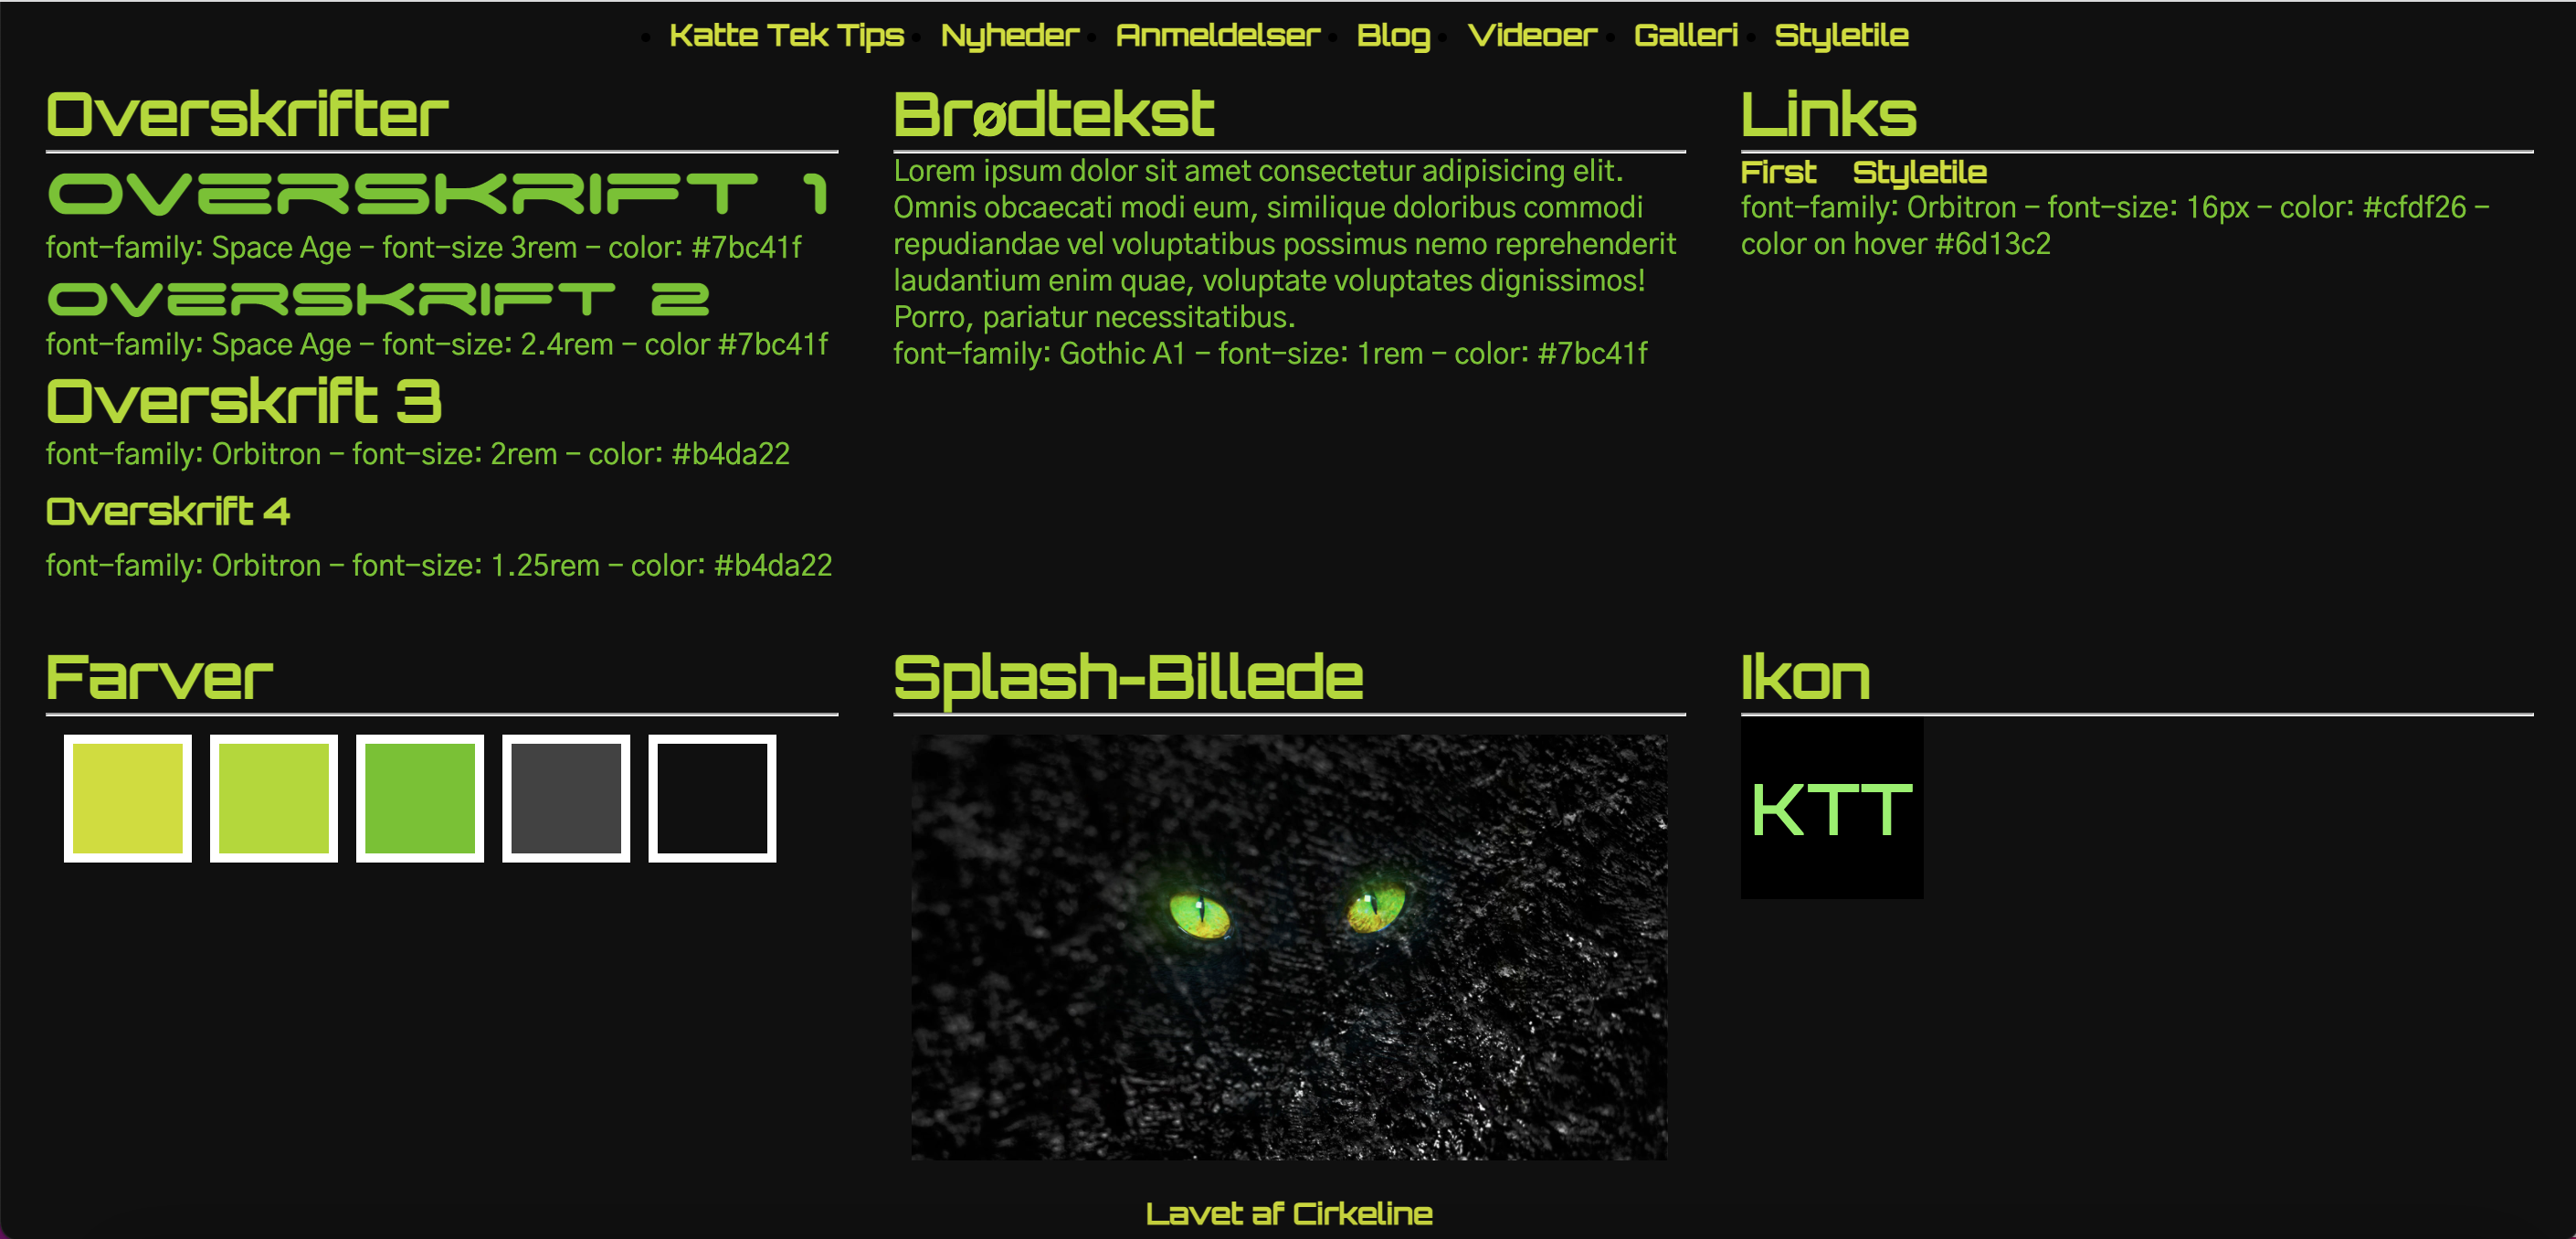 Katte Tek Tips Nyheder Anmeldelser Blog Videoer Galleri Styletile
Overskrifter
OVERSKRIFT 1
font-family: Space Age - font-size 3rem - color: #7bc41f
OVERSKRIFT 2
font-family: Space Age - font-size: 2.4rem - color #7bc41f
Overskrift 3
font-family: Orbitron - font-size: 2rem - color: #b4da22
Overskrift 4
font-family: Orbitron - font-size: 1.25rem - color: #b4da22
Brødtekst
Lorem ipsum dolor sit amet consectetur adipisicing elit.
Omnis obcaecati modi eum, similique doloribus commodi
repudiandae vel voluptatibus possimus nemo reprehenderit
laudantium enim quae, voluptate voluptates dignissimos!
Porro, pariatur necessitatibus.
font-family: Gothic A1 - font-size: 1rem - color: #7bc41f
Links
First Styletile
font-family: Orbitron - font-size: 16px - color: #cfdf26 -
color on hover #6d13c2
Farver
Splash-Billede
Ikon
KTT
Lavet af Cirkeline